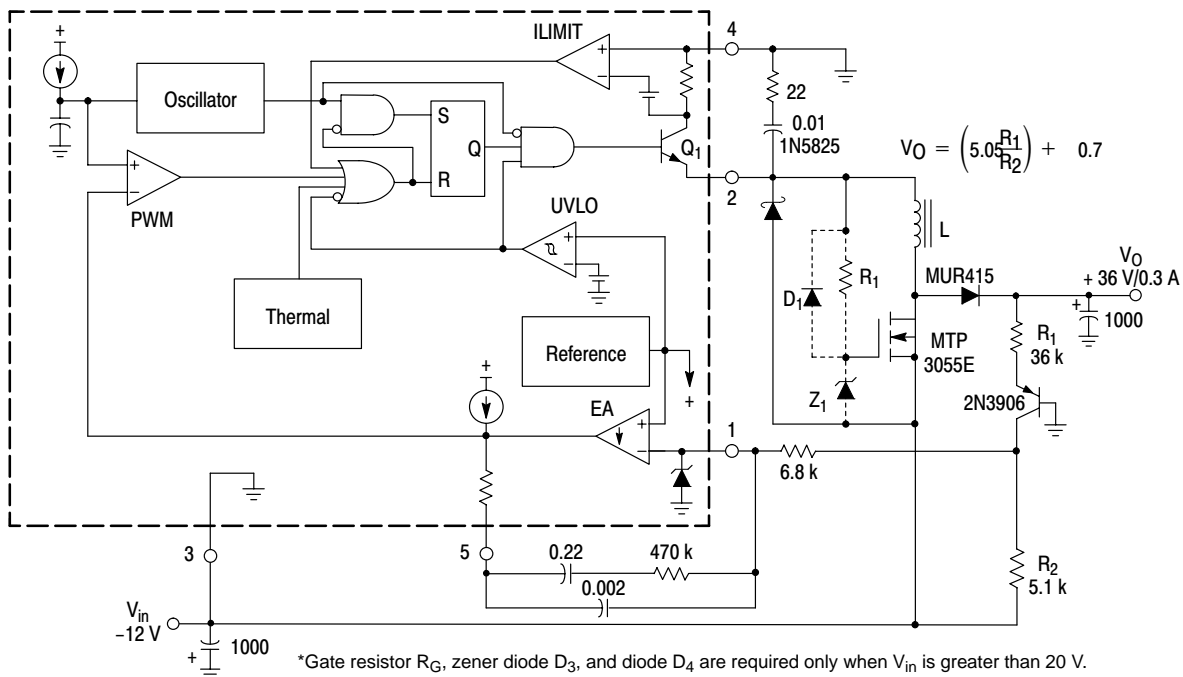 ILIMIT
4
+
−
+
Oscillator
S
Q
R
Q1
22
0.01
1N5825
VO = (5.05 R1/R2) + 0.7
2
+
−
PWM
UVLO
+
−
L
Thermal
Reference
+
D1
R1
MUR415
VO
+ 36 V/0.3 A
+
1000
MTP
3055E
R1
36 k
Z1
2N3906
+
EA
+
−
1
6.8 k
3
5
0.22
470 k
0.002
R2
5.1 k
Vin
−12 V
+
1000
*Gate resistor RG, zener diode D3, and diode D4 are required only when Vin is greater than 20 V.